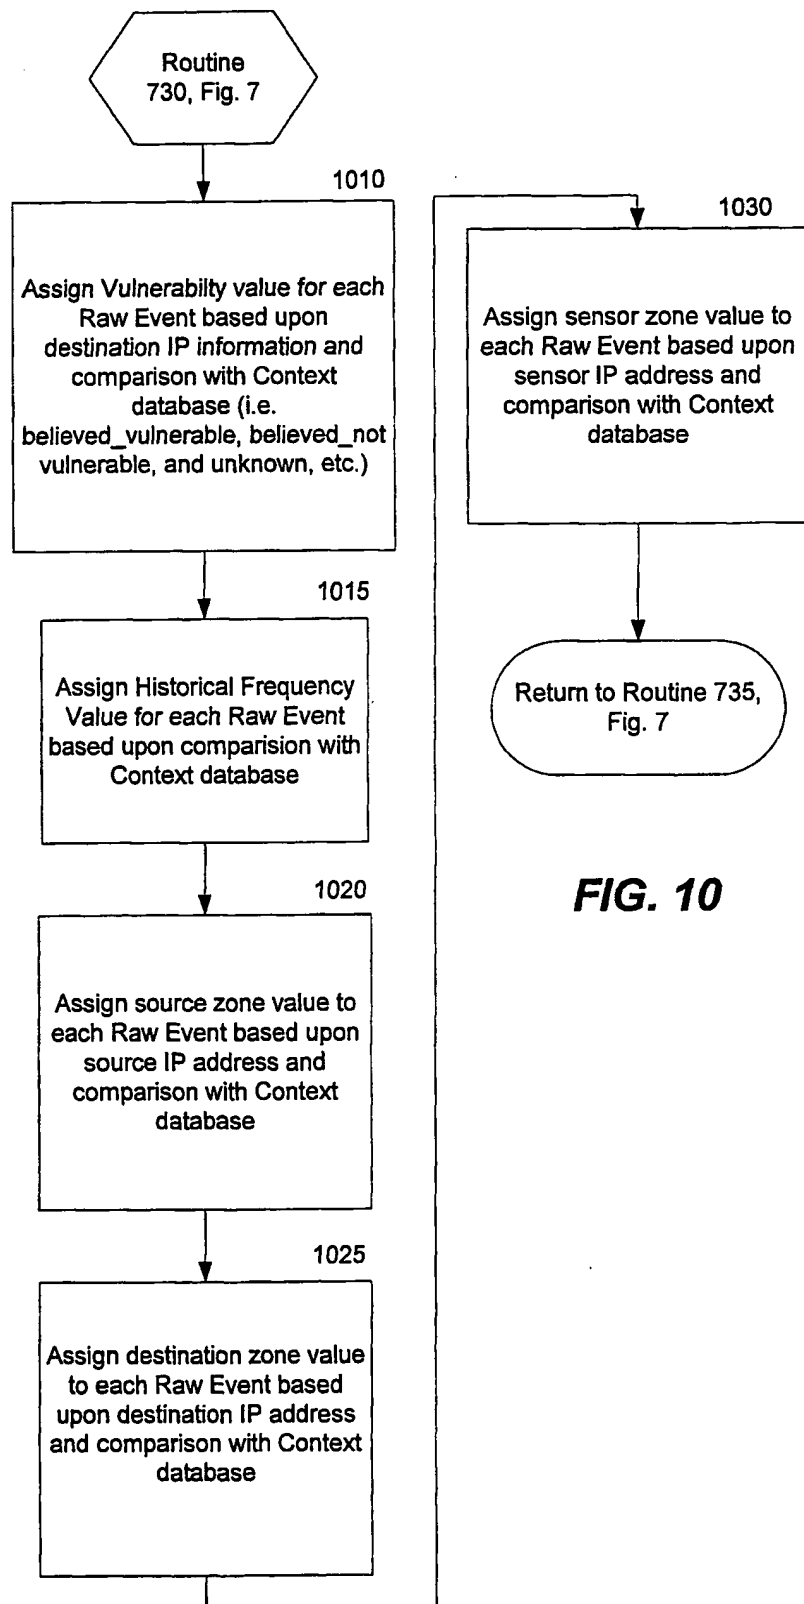 Routine
730, Fig. 7
1010
Assign Vulnerabilty value for each
Raw Event based upon
destination IP information and
comparison with Context
database (i.e.
believed_vulnerable, believed_not
vulnerable, and unknown, etc.)
1015
Assign Historical Frequency
Value for each Raw Event
based upon comparision with
Context database
1020
Assign source zone value to
each Raw Event based upon
source IP address and
comparison with Context
database
1025
Assign destination zone value
to each Raw Event based
upon destination IP address
and comparison with Context
database
1030
Assign sensor zone value to
each Raw Event based upon
sensor IP address and
comparison with Context
database
Return to Routine 735,
Fig. 7
FIG. 10